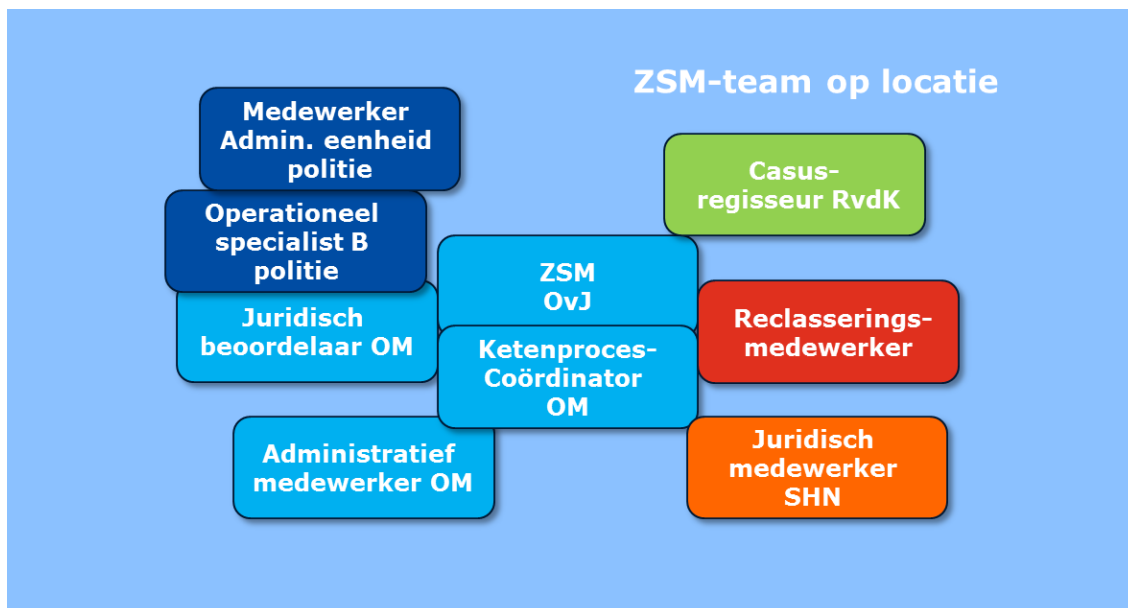 ZSM-team op locatie
Medewerker
Admin. eenheid
politie
Operationeel
specialist B
politie
Juridisch
beoordelaar OM
Administratief
medewerker OM
ZSM
OvJ
Ketenproces-
Coördinator
OM
Casus-
regisseur RvdK
Reclasserings-
medewerker
Juridisch
medewerker
SHN